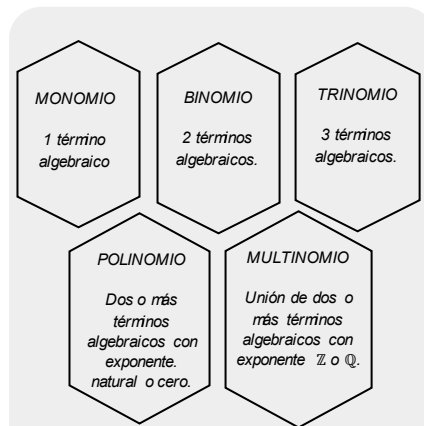 MONOMIO
1 término
algebraico
BINOMIO
2 términos
algebraicos.
TRINOMIO
3 términos
algebraicos.
POLINOMIO
Dos o más
términos
algebraicos con
exponente.
natural o cero.
MULTINOMIO
Unión de dos o
más términos
algebraicos con
exponente ℤ o ℚ.